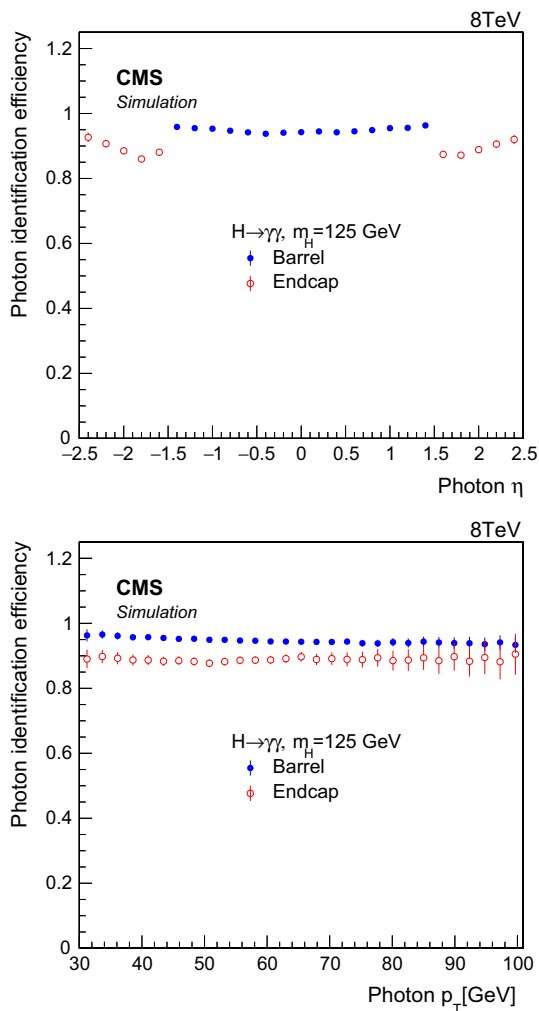 8TeV
Photon identification efficiency
1.2
CMS
Simulation
1
0.8
H→γγ, m_H=125 GeV
0.6
Barrel
Endcap
0.4
0.2
0
−2.5 −2 −1.5 −1 −0.5 0 0.5 1 1.5 2 2.5
Photon η
8TeV
Photon identification efficiency
1.2
CMS
Simulation
1
0.8
H→γγ, m_H=125 GeV
0.6
Barrel
Endcap
0.4
0.2
0
30 40 50 60 70 80 90 100
Photon p_T[GeV]